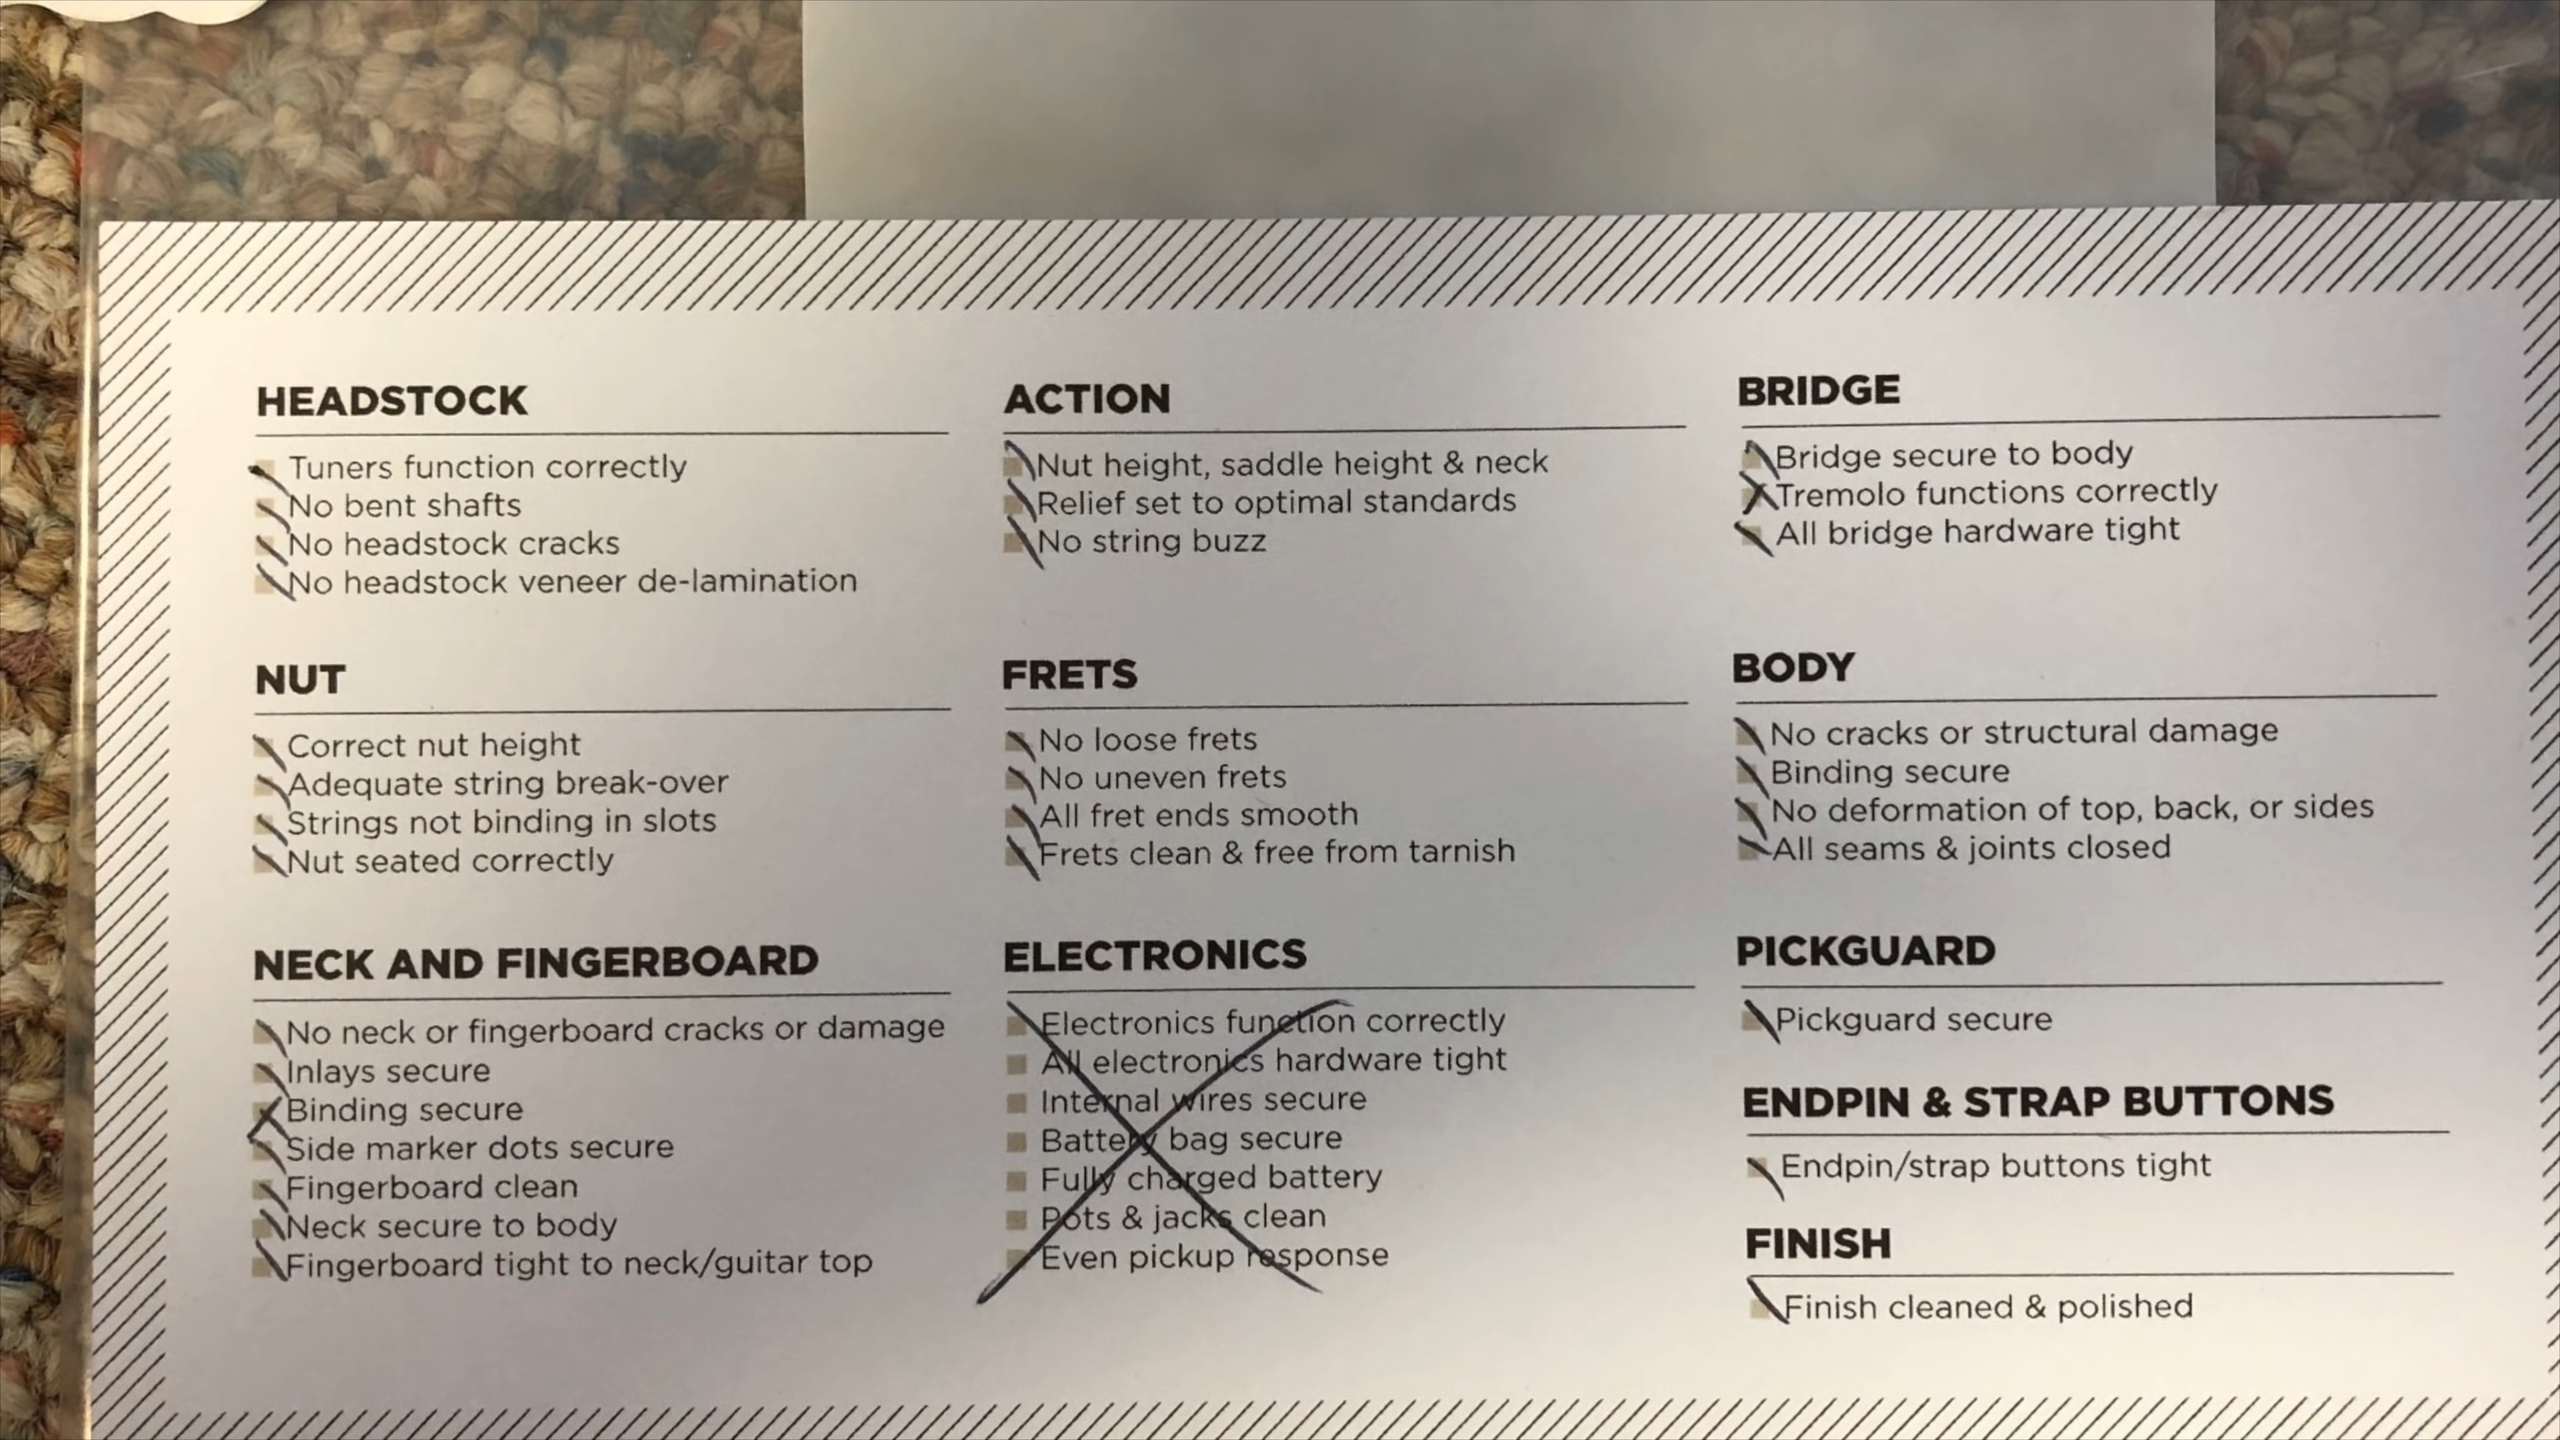 HEADSTOCK
Tuners function correctly
No bent shafts
No headstock cracks
No headstock veneer de-lamination
NUT
Correct nut height
Adequate string break-over
Strings not binding in slots
Nut seated correctly
NECK AND FINGERBOARD
No neck or fingerboard cracks or damage
Inlays secure
Binding secure
Side marker dots secure
Fingerboard clean
Neck secure to body
Fingerboard tight to neck/guitar top
ACTION
Nut height, saddle height & neck
Relief set to optimal standards
No string buzz
FRETS
No loose frets
No uneven frets
All fret ends smooth
Frets clean & free from tarnish
ELECTRONICS
Electronics function correctly
All electronics hardware tight
Internal wires secure
Battery bag secure
Fully charged battery
Pots & jacks clean
Even pickup response
BRIDGE
Bridge secure to body
Tremolo functions correctly
All bridge hardware tight
BODY
No cracks or structural damage
Binding secure
No deformation of top, back, or sides
All seams & joints closed
PICKGUARD
Pickguard secure
ENDPIN & STRAP BUTTONS
Endpin/strap buttons tight
FINISH
Finish cleaned & polished